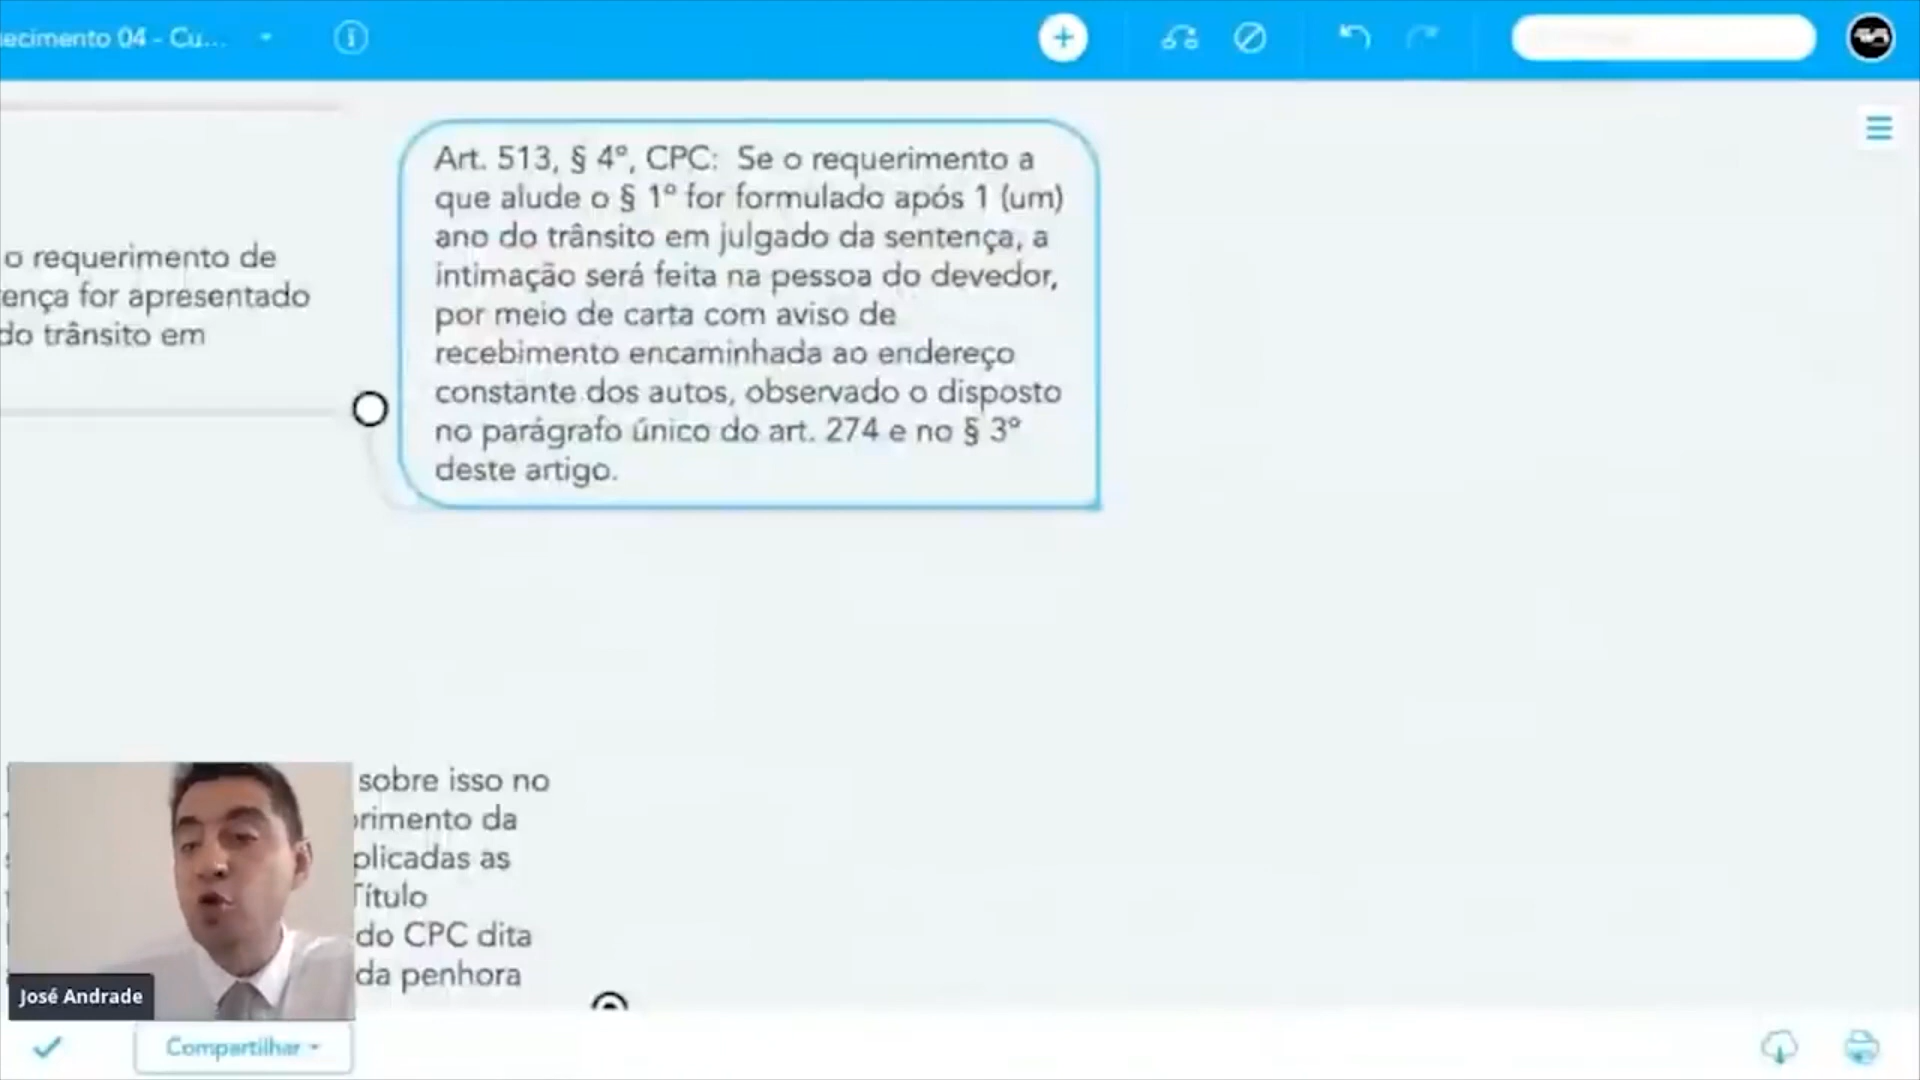 ecimento 04 - Cu...
Art. 513, § 4º, CPC: Se o requerimento a
que alude o § 1º for formulado após 1 (um)
ano do trânsito em julgado da sentença, a
intimação será feita na pessoa do devedor,
por meio de carta com aviso de
recebimento encaminhada ao endereço
constante dos autos, observado o disposto
no parágrafo único do art. 274 e no § 3º
deste artigo.
o requerimento de
ença for apresentado
do trânsito em
sobre isso no
primento da
plicadas as
Título
do CPC dita
da penhora
José Andrade
Compartilhar